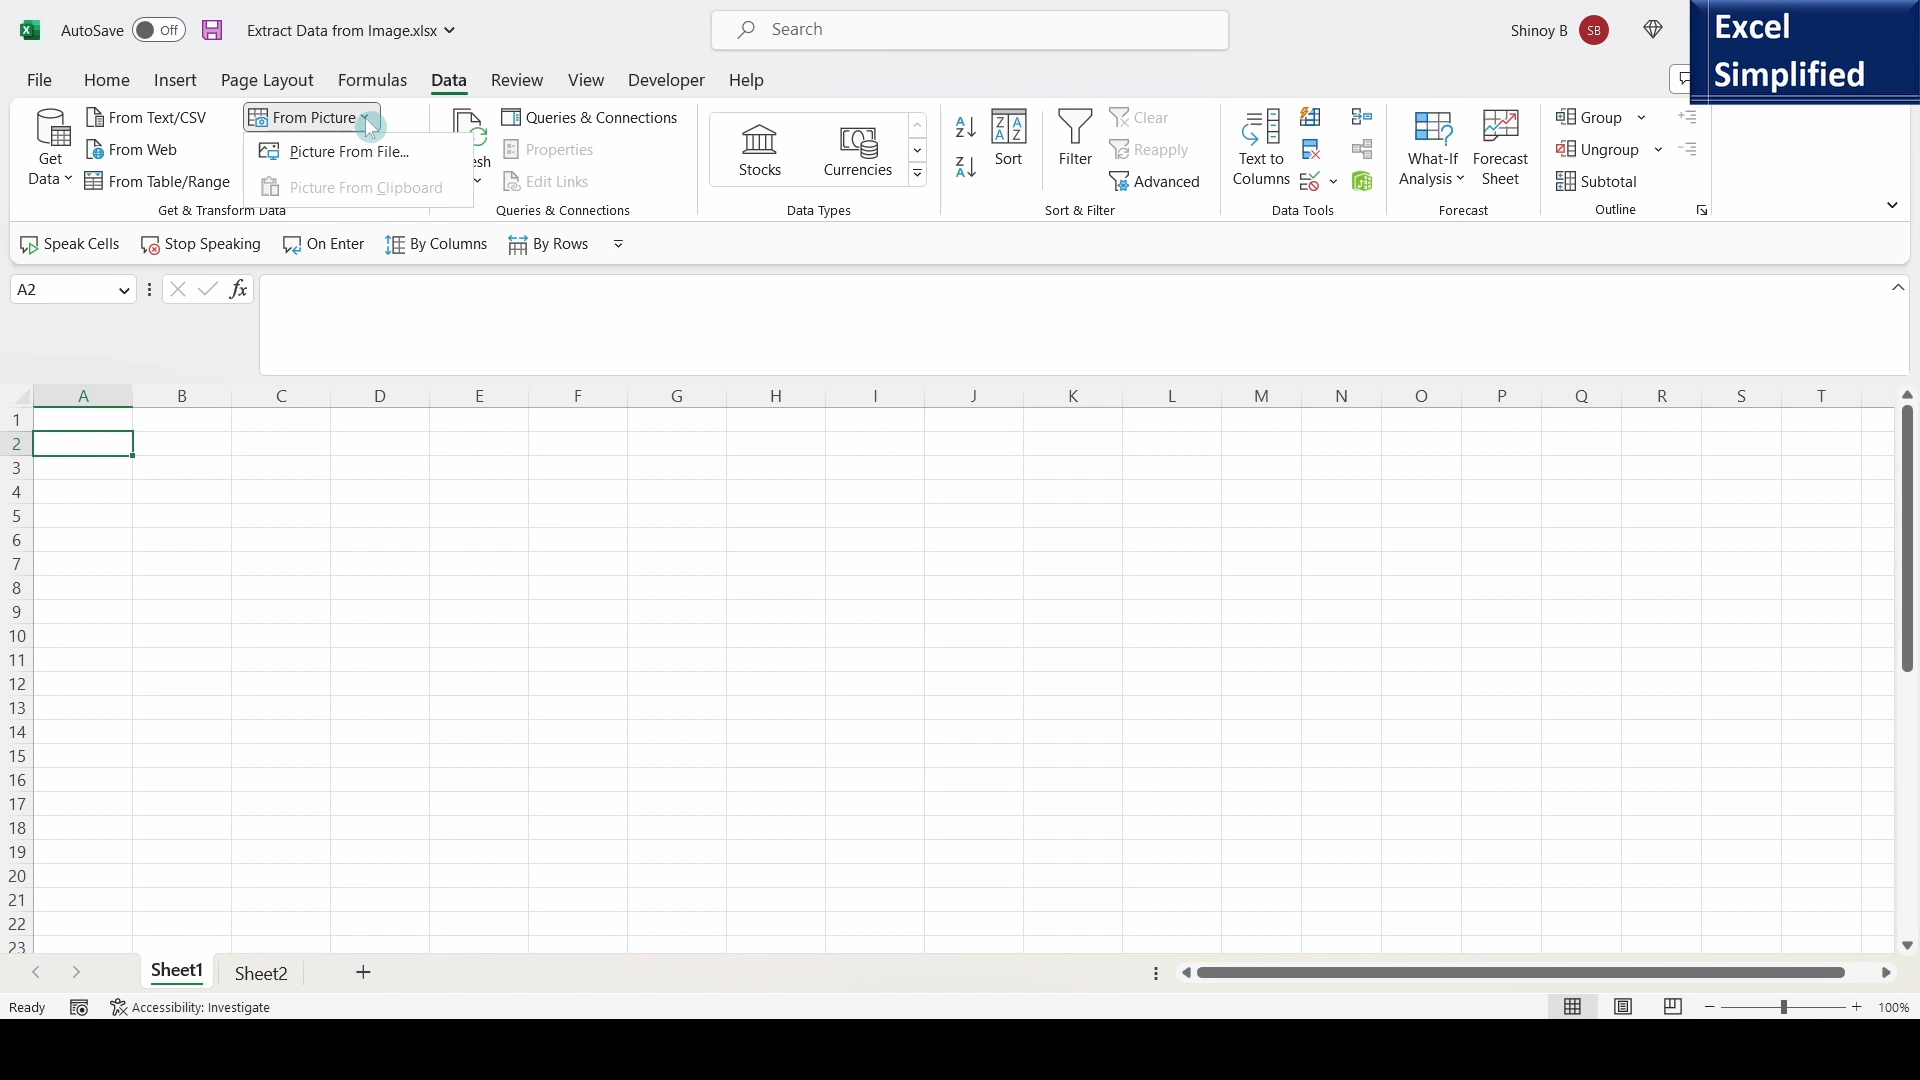 AutoSave Off Extract Data from Image.xlsx Search Shinoy B SB
Excel
Simplified
File Home Insert Page Layout Formulas Data Review View Developer Help
Get
Data
From Text/CSV
From Web
From Table/Range
From Picture
Picture From File...
Picture From Clipboard
Get & Transform Data
esh
Queries & Connections
Properties
Edit Links
Queries & Connections
Stocks
Currencies
Data Types
Sort
Filter
Clear
Reapply
Advanced
Sort & Filter
Text to
Columns
Data Tools
What-If
Analysis
Forecast
Sheet
Forecast
Group
Ungroup
Subtotal
Outline
Speak Cells Stop Speaking On Enter By Columns By Rows
A2 fx
A B C D E F G H I J K L M N O P Q R S T
1
2
3
4
5
6
7
8
9
10
11
12
13
14
15
16
17
18
19
20
21
22
23
Sheet1 Sheet2
Ready Accessibility: Investigate 100%